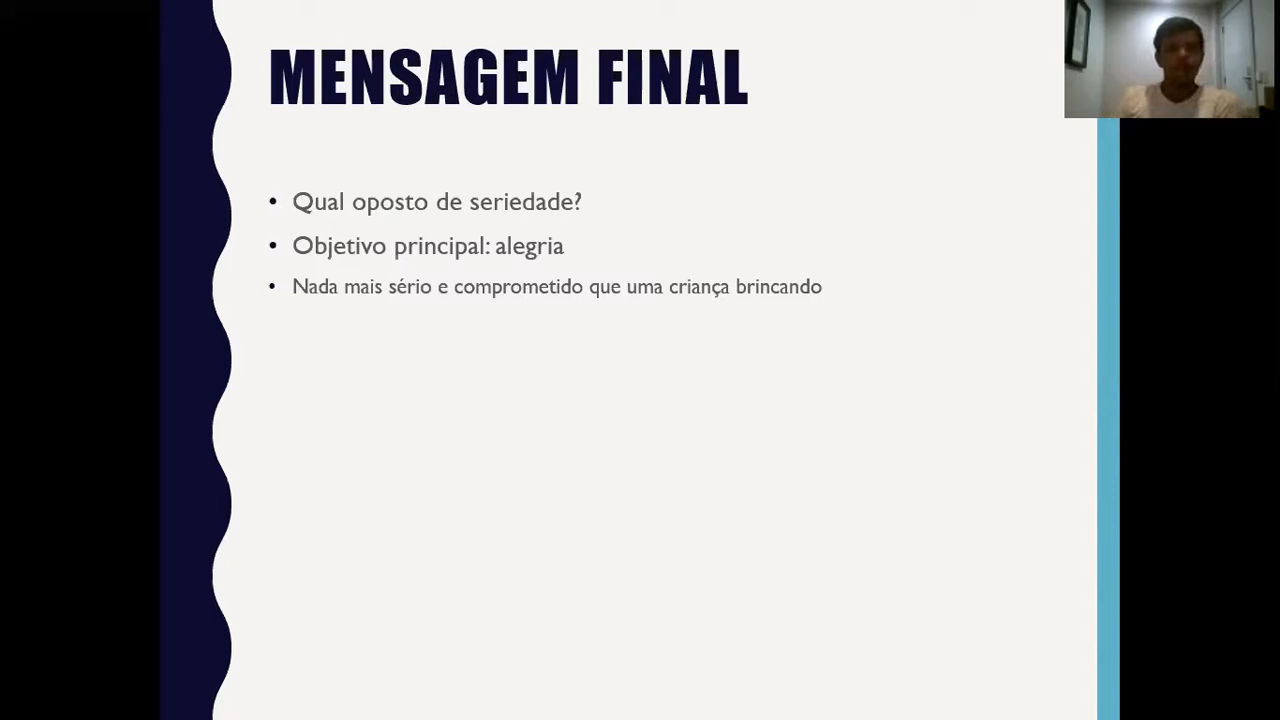 MENSAGEM FINAL
• Qual oposto de seriedade?
• Objetivo principal: alegria
• Nada mais sério e comprometido que uma criança brincando